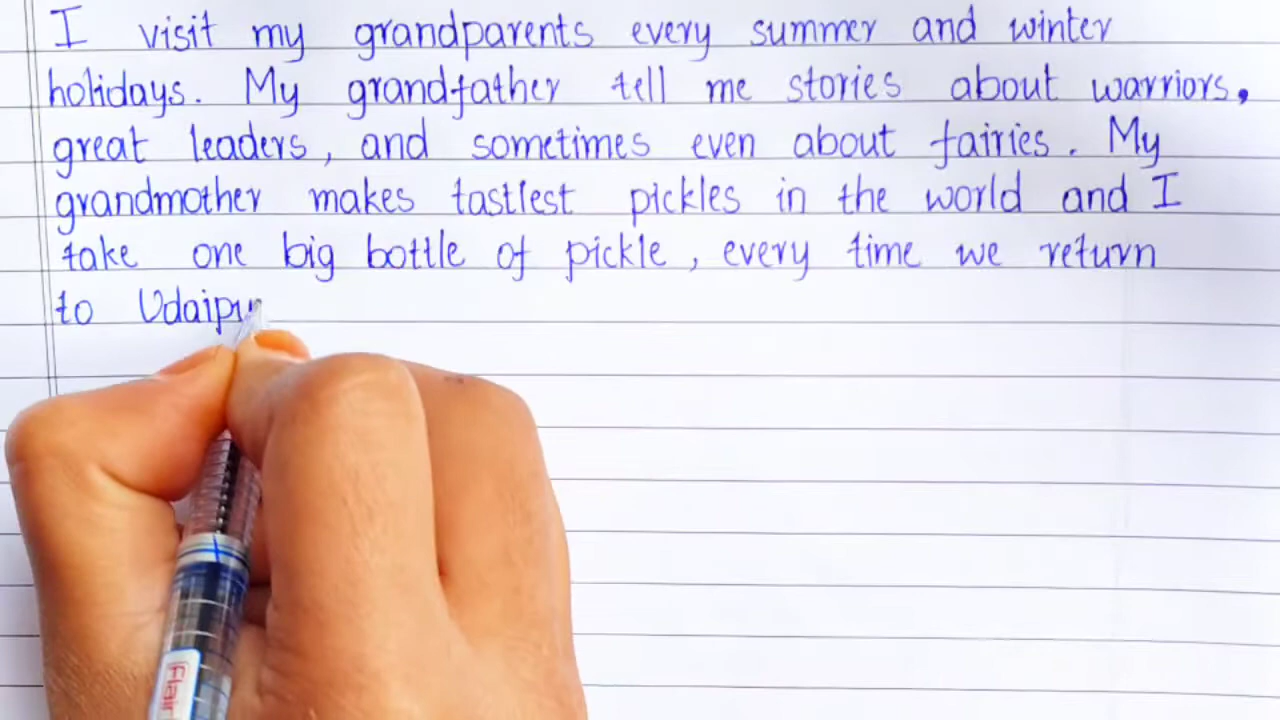 I visit my grandparents every summer and winter
holidays. My grandfather tell me stories about warriors,
great leaders, and sometimes even about fairies. My
grandmother makes tastiest pickles in the world and I
take one big bottle of pickle, every time we return
to Udaipu
Flair